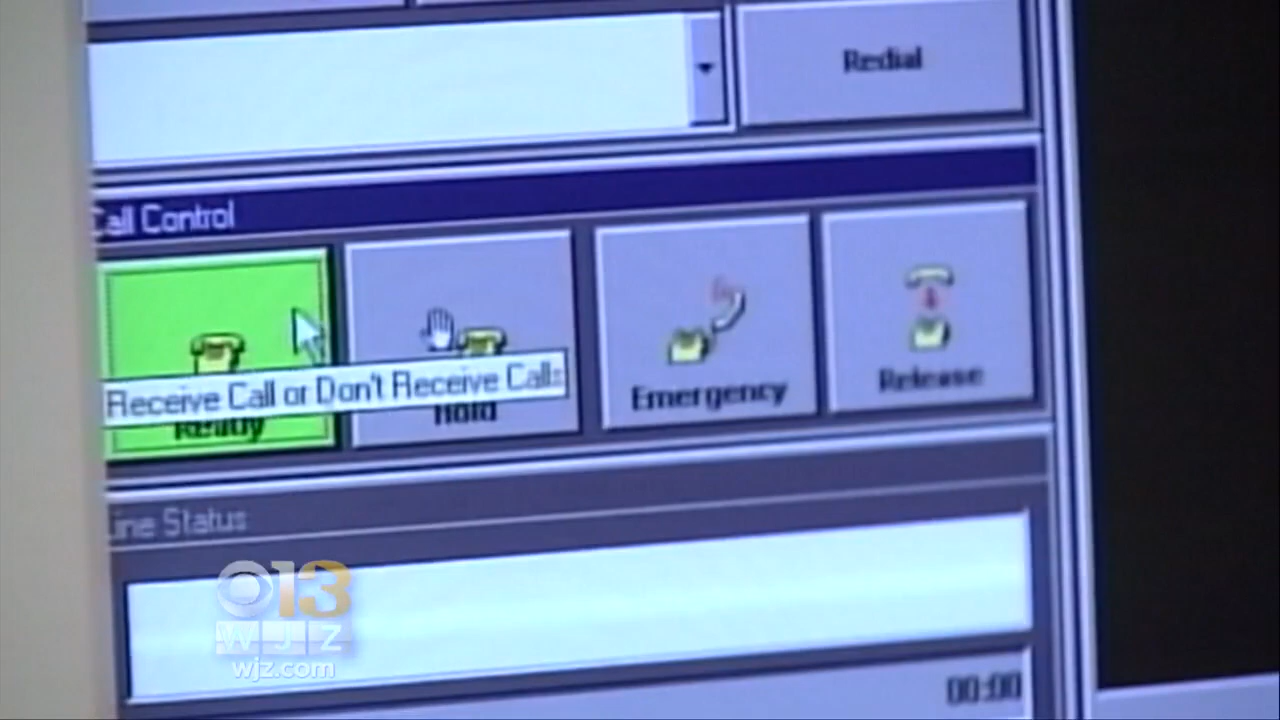 Redial
Call Control
Receive Call or Don't Receive Calls
Ready
Hold
Emergency
Release
Line Status
13
WJZ
wjz.com
00:00